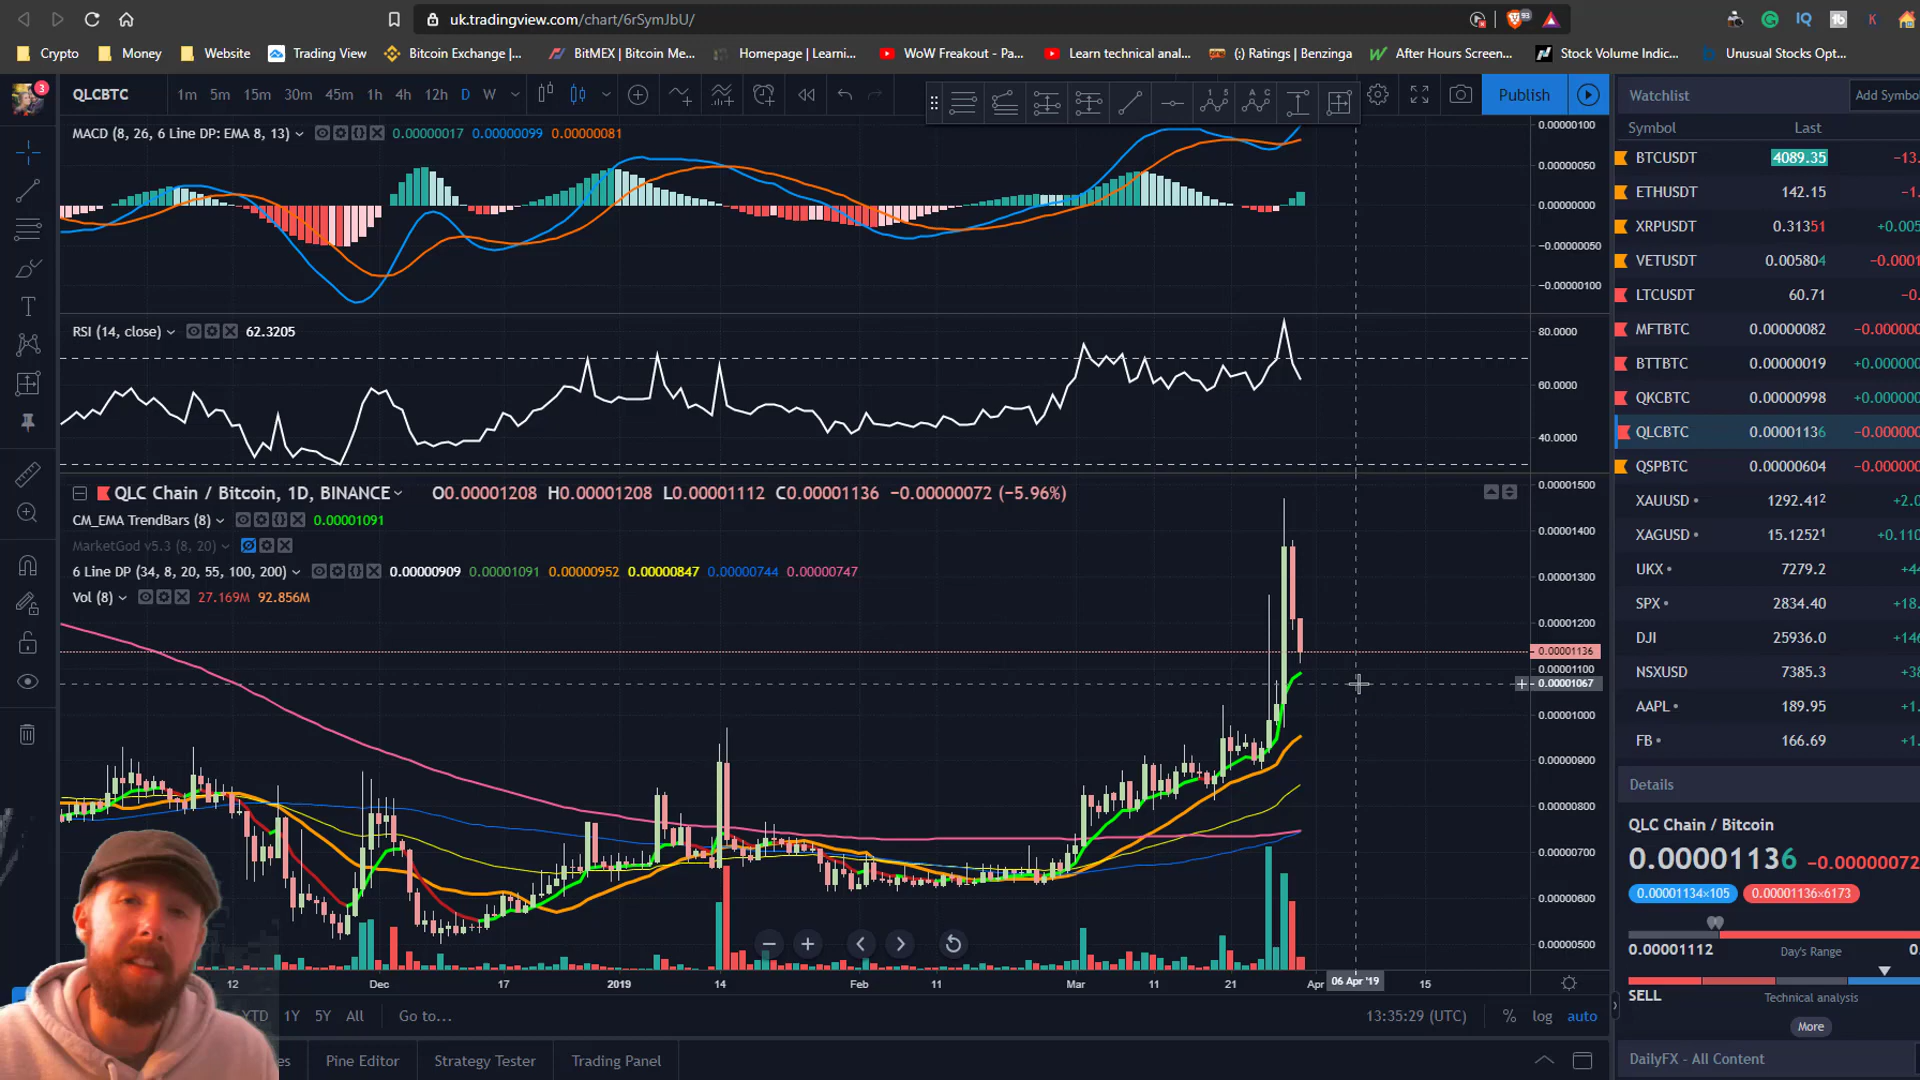 uk.tradingview.com/chart/6rSymJbU/
93
Crypto Money Website Trading View Bitcoin Exchange |... BitMEX | Bitcoin Me... Homepage | Learni... WoW Freakout - Pa... Learn technical anal... (:) Ratings | Benzinga After Hours Screen... Stock Volume Indic... Unusual Stocks Opt...
3
QLCBTC 1m 5m 15m 30m 45m 1h 4h 12h D W Publish
Watchlist Add Symbo
Symbol Last
MACD (8, 26, 6 Line DP: EMA 8, 13) 0.00000017 0.00000099 0.00000081
0.00000100
0.00000050
0.00000000
−0.00000050
−0.00000100
RSI (14, close) 62.3205
80.0000
60.0000
40.0000
QLC Chain / Bitcoin, 1D, BINANCE O0.00001208 H0.00001208 L0.00001112 C0.00001136 −0.00000072 (−5.96%)
CM_EMA TrendBars (8) 0.00001091
MarketGod v5.3 (8, 20)
6 Line DP (34, 8, 20, 55, 100, 200) 0.00000909 0.00001091 0.00000952 0.00000847 0.00000744 0.00000747
Vol (8) 27.169M 92.856M
0.00001500
0.00001400
0.00001300
0.00001200
0.00001136
0.00001100
0.00001067
0.00001000
0.00000900
0.00000800
0.00000700
0.00000600
0.00000500
12 Dec 17 2019 14 Feb 11 Mar 11 21 Apr 06 Apr '19 15
YTD 1Y 5Y All Go to... 13:35:29 (UTC) % log auto
es Pine Editor Strategy Tester Trading Panel
BTCUSDT 4089.35 −13.
ETHUSDT 142.15 −1.
XRPUSDT 0.31351 +0.005
VETUSDT 0.005804 −0.0001
LTCUSDT 60.71 −0.
MFTBTC 0.00000082 −0.000000
BTTBTC 0.00000019 +0.000000
QKCBTC 0.00000998 +0.000000
QLCBTC 0.00001136 −0.000000
QSPBTC 0.00000604 −0.000000
XAUUSD 1292.412 +2.0
XAGUSD 15.12521 +0.110
UKX 7279.2 +44
SPX 2834.40 +18.
DJI 25936.0 +146
NSXUSD 7385.3 +38
AAPL 189.95 +1.
FB 166.69 +1.
Details
QLC Chain / Bitcoin
0.00001136 −0.00000072
0.00001134×105 0.00001136×6173
0.00001112 Day's Range 0.
SELL Technical analysis
More
DailyFX - All Content